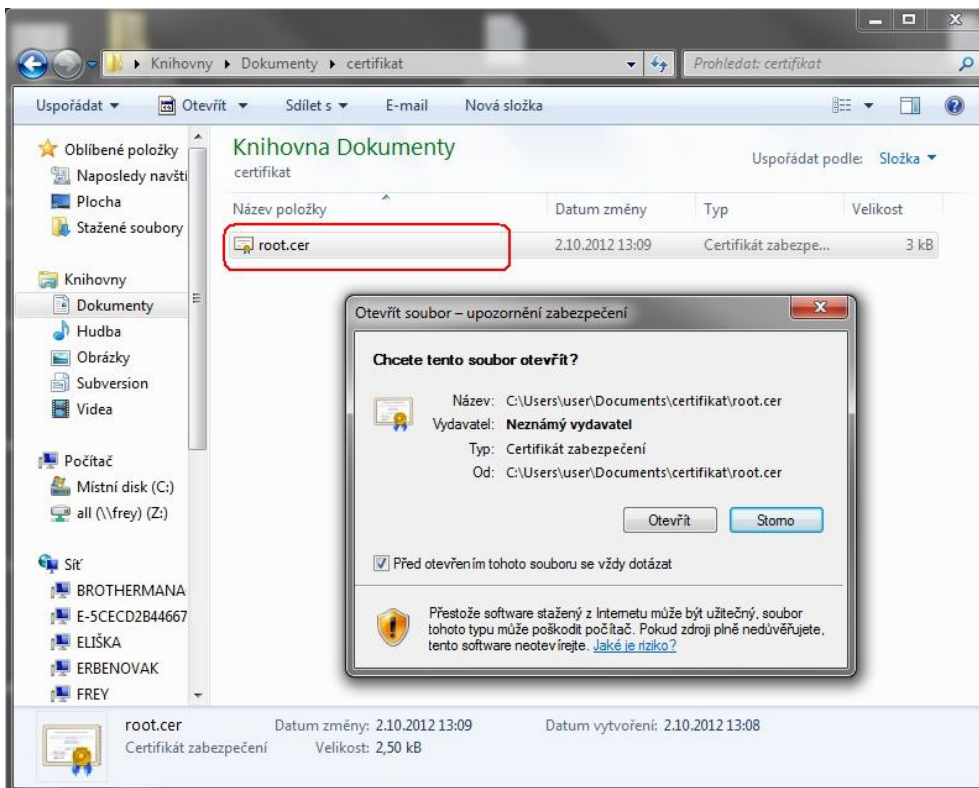 Knihovny ▸ Dokumenty ▸ certifikat
Prohledat: certifikat
Uspořádat Otevřít Sdílet s E-mail Nová složka
Oblíbené položky
Naposledy navští
Plocha
Stažené soubory
Knihovny
Dokumenty
Hudba
Obrázky
Subversion
Videa
Počítač
Místní disk (C:)
all (\\frey) (Z:)
Síť
BROTHERMANA
E-5CECD2B44667
ELIŠKA
ERBENOVAK
FREY
Knihovna Dokumenty
certifikat
Uspořádat podle: Složka
Název položky Datum změny Typ Velikost
root.cer 2.10.2012 13:09 Certifikát zabezpe... 3 kB
Otevřít soubor – upozornění zabezpečení
Chcete tento soubor otevřít?
Název: C:\Users\user\Documents\certifikat\root.cer
Vydavatel: Neznámý vydavatel
Typ: Certifikát zabezpečení
Od: C:\Users\user\Documents\certifikat\root.cer
Otevřít Storno
Před otevřením tohoto souboru se vždy dotázat
Přestože software stažený z Internetu může být užitečný, soubor
tohoto typu může poškodit počítač. Pokud zdroji plně nedůvěřujete,
tento software neotevírejte. Jaké je riziko?
root.cer Datum změny: 2.10.2012 13:09 Datum vytvoření: 2.10.2012 13:08
Certifikát zabezpečení Velikost: 2,50 kB